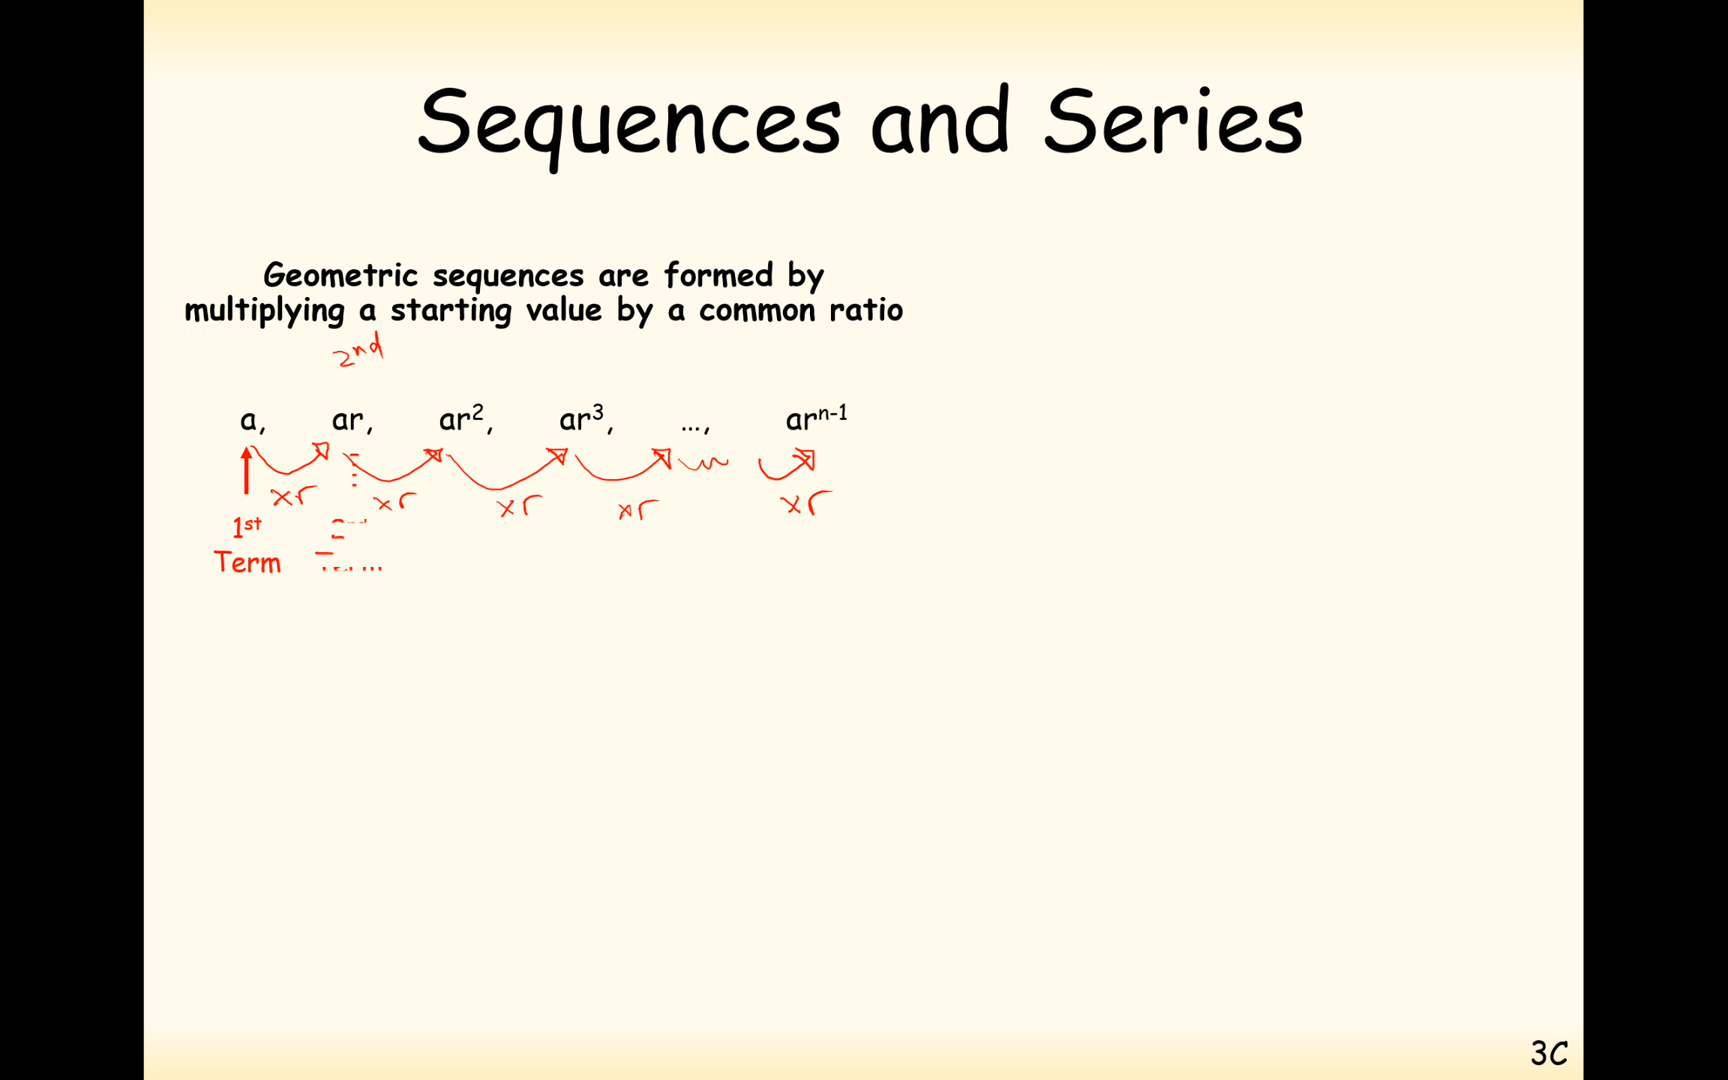 Sequences and Series
Geometric sequences are formed by
multiplying a starting value by a common ratio
2nd
a, ar, ar², ar³, ..., arⁿ⁻¹
xr xr xr xr xr
1st
Term
3C